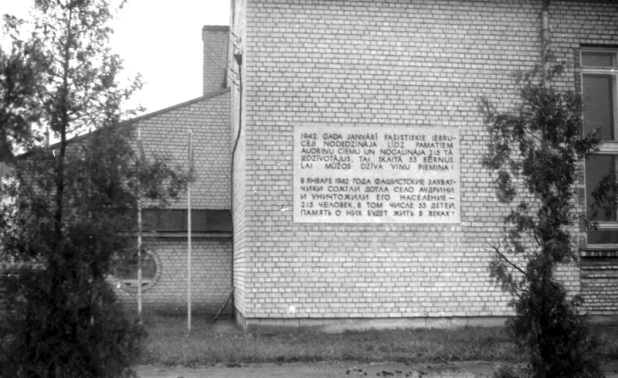 1942. GADA JANVĀRĪ FAŠISTISKIE IEBRU-
CĒJI NODEDZINĀJA LĪDZ PAMATIEM
AUDRIŅU CIEMU UN NOGALINĀJA 215 TĀ
IEDZĪVOTĀJUS, TAI SKAITĀ 53 BĒRNUS
LAI MŪŽOS DZĪVA VIŅU PIEMIŅA!
В ЯНВАРЕ 1942 ГОДА ФАШИСТСКИЕ ЗАХВАТ-
ЧИКИ СОЖГЛИ ДОТЛА СЕЛО АУДРИНИ
И УНИЧТОЖИЛИ ЕГО НАСЕЛЕНИЕ —
215 ЧЕЛОВЕК, В ТОМ ЧИСЛЕ 53 ДЕТЕЙ.
ПАМЯТЬ О НИХ БУДЕТ ЖИТЬ В ВЕКАХ!